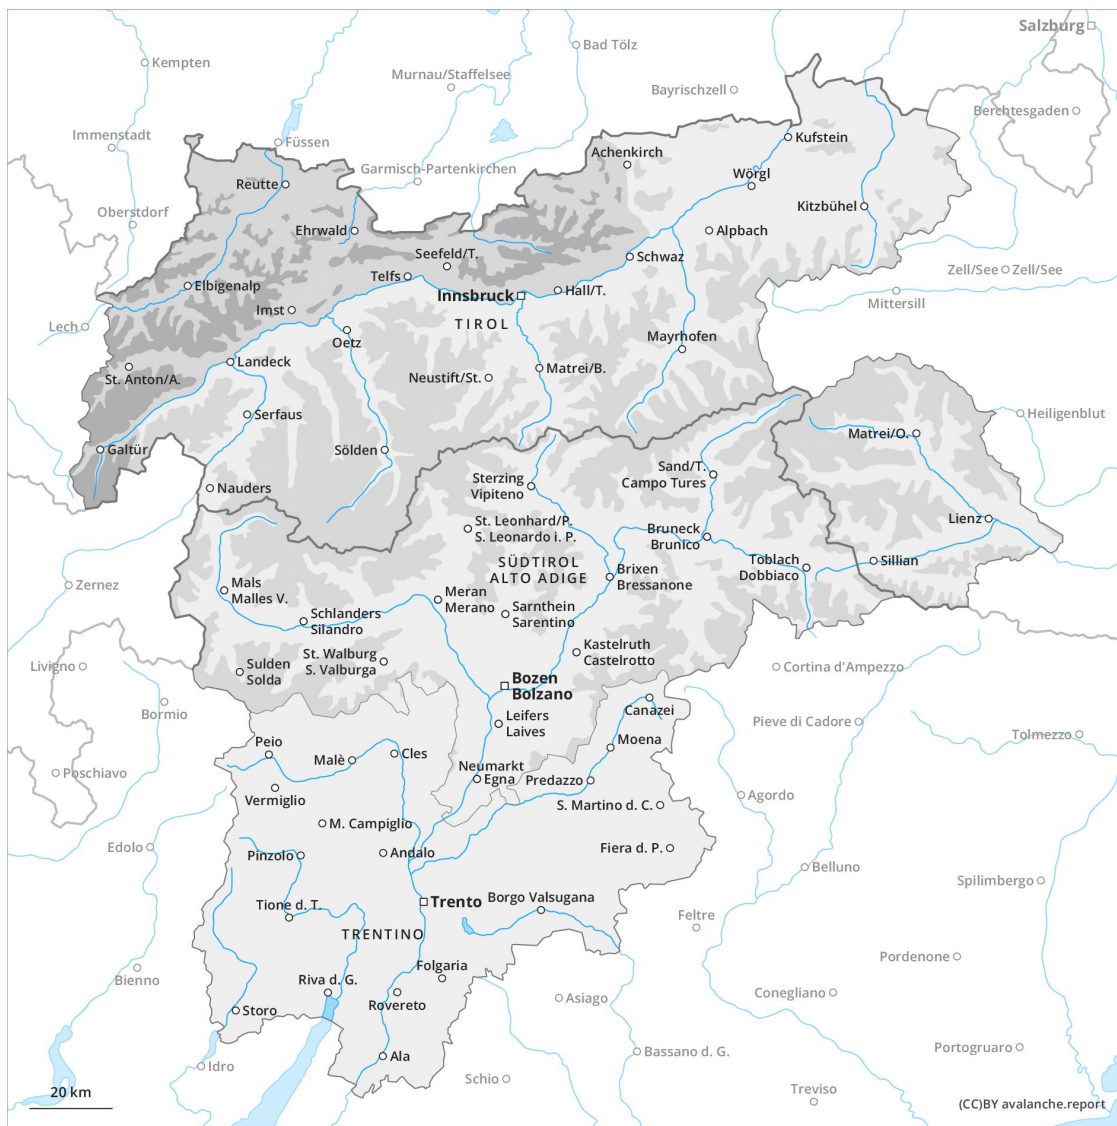 Salzburg
Bad Tölz
Kempten
Murnau/Staffelsee
Bayrischzell
Berchtesgaden
Immenstadt
Füssen
Kufstein
Achenkirch
Garmisch-Partenkirchen
Wörgl
Reutte
Kitzbühel
Oberstdorf
Ehrwald
Alpbach
Seefeld/T.
Schwaz
Zell/See
Zell/See
Telfs
Elbigenalp
Hall/T.
Innsbruck
Mittersill
Imst
Lech
TIROL
Oetz
Mayrhofen
Landeck
Matrei/B.
St. Anton/A.
Neustift/St.
Serfaus
Heiligenblut
Matrei/O.
Galtür
Sölden
Sand/T.
Campo Tures
Sterzing
Vipiteno
Nauders
Lienz
St. Leonhard/P.
S. Leonardo i. P.
Bruneck
Brunico
SÜDTIROL
ALTO ADIGE
Toblach
Dobbiaco
Sillian
Brixen
Bressanone
Zernez
Mals
Malles V.
Meran
Merano
Sarnthein
Sarentino
Schlanders
Silandro
Kastelruth
Castelrotto
St. Walburg
S. Valburga
Livigno
Sulden
Solda
Cortina d'Ampezzo
Bozen
Bolzano
Canazei
Bormio
Leifers
Laives
Pieve di Cadore
Tolmezzo
Peio
Moena
Cles
Malè
Neumarkt
Egna
Predazzo
Poschiavo
Vermiglio
Agordo
S. Martino d. C.
M. Campiglio
Edolo
Pinzolo
Andalo
Fiera d. P.
Belluno
Spilimbergo
Trento
Borgo Valsugana
Tione d. T.
Feltre
TRENTINO
Pordenone
Folgaria
Bienno
Riva d. G.
Rovereto
Asiago
Conegliano
Storo
Ala
Bassano d. G.
Portogruaro
Idro
Schio
Treviso
20 km
(CC)BY avalanche.report